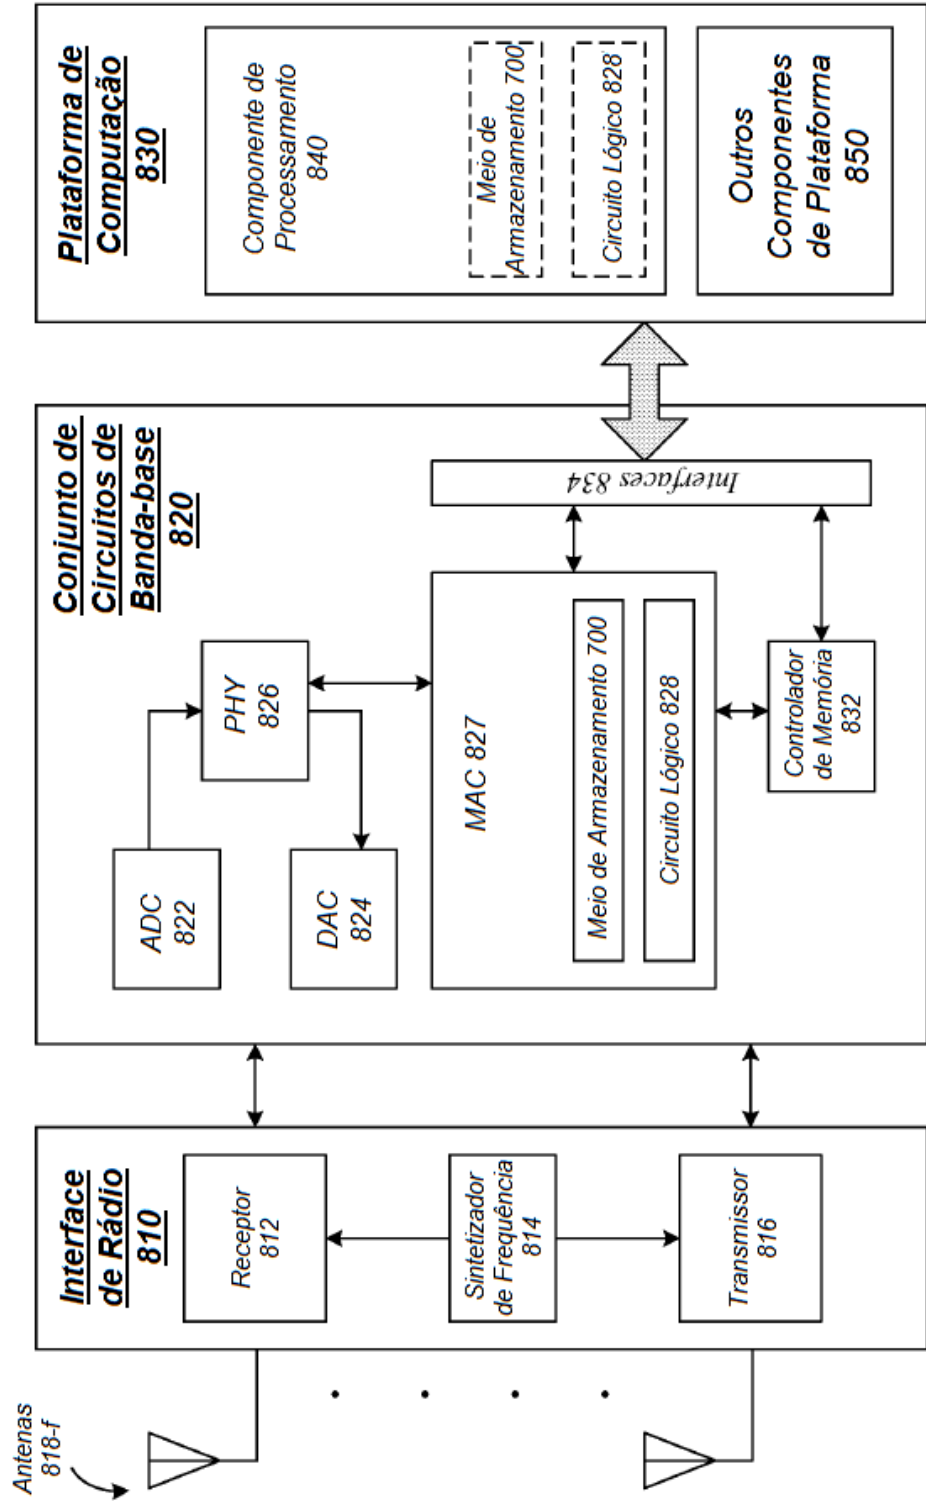 Antenas
818-f
Interface
de Rádio
810
Receptor
812
Sintetizador
de Frequência
814
Transmissor
816
Conjunto de
Circuitos de
Banda-base
820
ADC
822
PHY
826
DAC
824
MAC 827
Meio de Armazenamento 700
Circuito Lógico 828
Controlador
de Memória
832
Interfaces 834
Plataforma de
Computação
830
Componente de
Processamento
840
Meio de
Armazenamento 700
Circuito Lógico 828
Outros
Componentes
de Plataforma
850